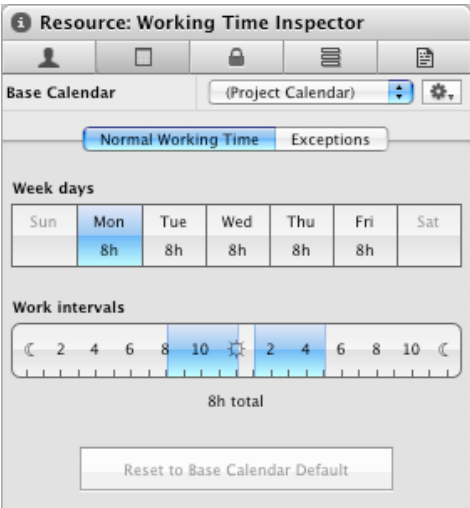 Resource: Working Time Inspector
Base Calendar (Project Calendar)
Normal Working Time Exceptions
Week days
Sun Mon Tue Wed Thu Fri Sat
8h 8h 8h 8h 8h
Work intervals
2 4 6 8 10 2 4 6 8 10
8h total
Reset to Base Calendar Default